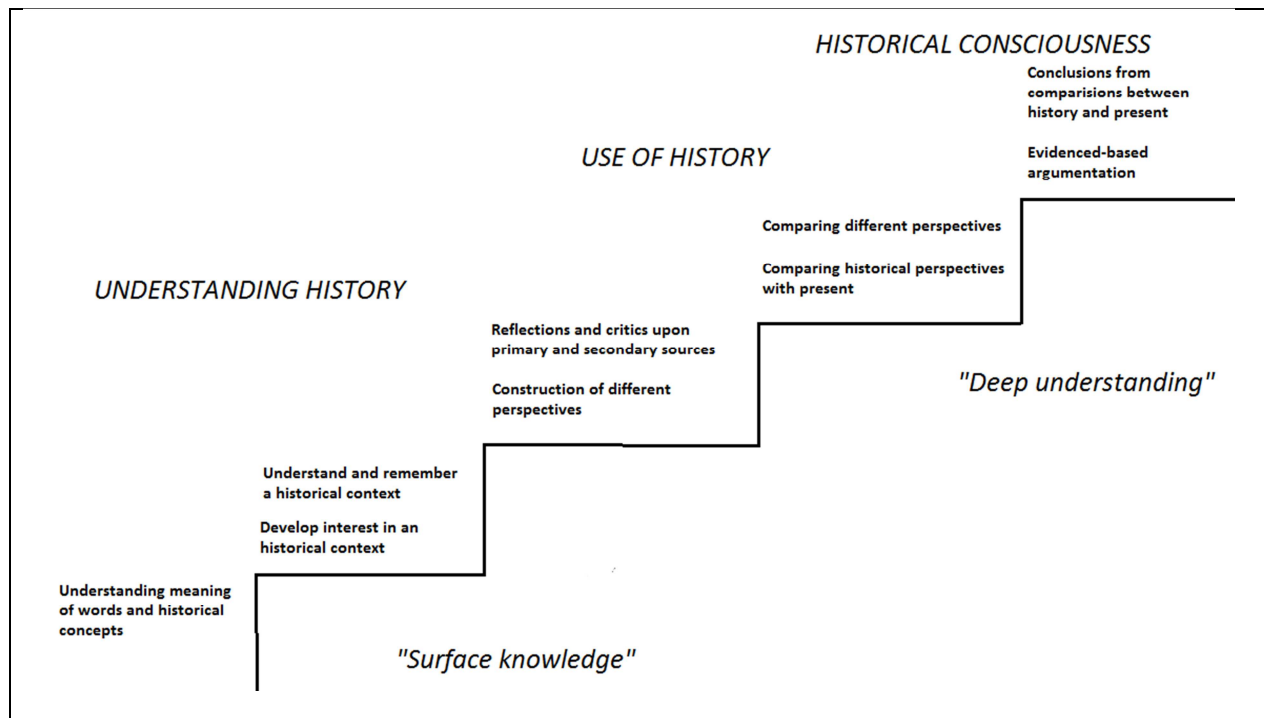 HISTORICAL CONSCIOUSNESS
Conclusions from
comparisions between
history and present
Evidenced-based
argumentation
USE OF HISTORY
Comparing different perspectives
Comparing historical perspectives
with present
UNDERSTANDING HISTORY
Reflections and critics upon
primary and secondary sources
Construction of different
perspectives
"Deep understanding"
Understand and remember
a historical context
Develop interest in an
historical context
Understanding meaning
of words and historical
concepts
"Surface knowledge"